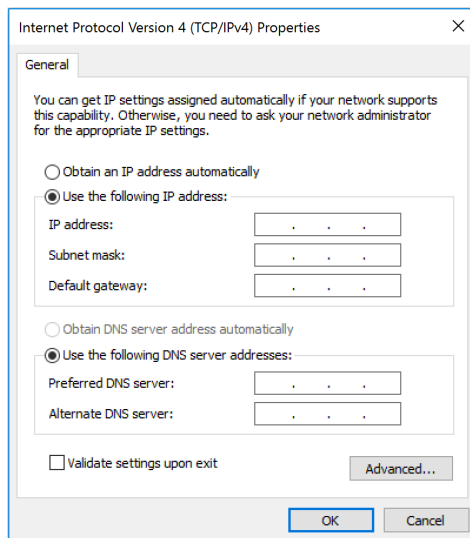 Internet Protocol Version 4 (TCP/IPv4) Properties
General
You can get IP settings assigned automatically if your network supports
this capability. Otherwise, you need to ask your network administrator
for the appropriate IP settings.
Obtain an IP address automatically
Use the following IP address:
IP address:
. . .
Subnet mask:
. . .
Default gateway:
. . .
Obtain DNS server address automatically
Use the following DNS server addresses:
Preferred DNS server:
. . .
Alternate DNS server:
. . .
Validate settings upon exit
Advanced...
OK
Cancel